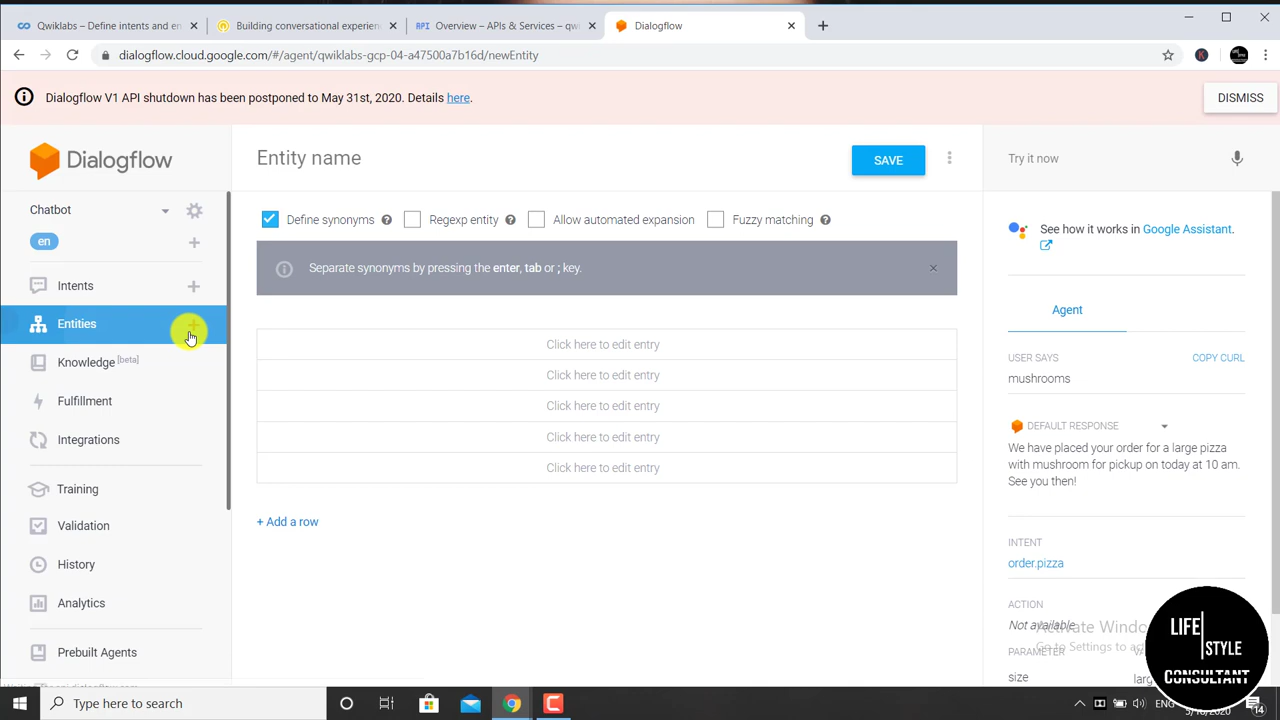 Qwiklabs – Define intents and en
Building conversational experien
API Overview – APIs & Services – qw
Dialogflow
dialogflow.cloud.google.com/#/agent/qwiklabs-gcp-04-a47500a7b16d/newEntity
K
Dialogflow V1 API shutdown has been postponed to May 31st, 2020. Details here.
DISMISS
Dialogflow
Entity name
SAVE
Try it now
Chatbot
en
Intents
Entities
Knowledge [beta]
Fulfillment
Integrations
Training
Validation
History
Analytics
Prebuilt Agents
Define synonyms
Regexp entity
Allow automated expansion
Fuzzy matching
Separate synonyms by pressing the enter, tab or ; key.
Click here to edit entry
Click here to edit entry
Click here to edit entry
Click here to edit entry
Click here to edit entry
+ Add a row
See how it works in Google Assistant.
Agent
USER SAYS
COPY CURL
mushrooms
DEFAULT RESPONSE
We have placed your order for a large pizza
with mushroom for pickup on today at 10 am.
See you then!
INTENT
order.pizza
ACTION
Not available
Activate Windo
Go to Settings to
PARAMETER
size
LIFE
STYLE
CONSULTANT
Type here to search
ENG
14